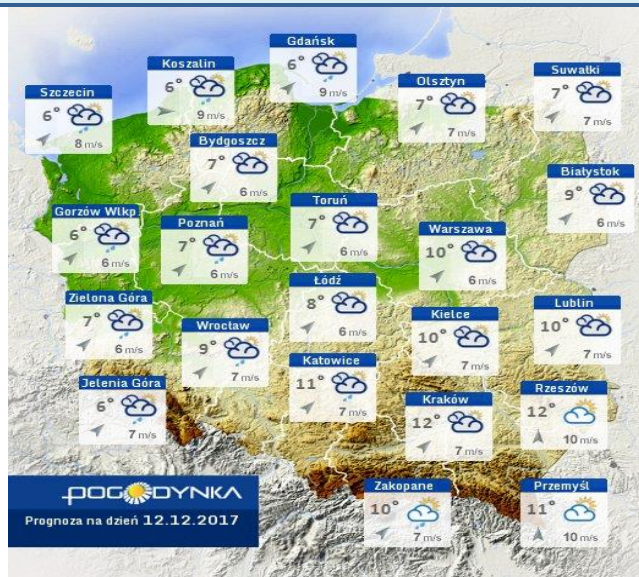 Gdańsk
6°
9 m/s
Koszalin
6°
9 m/s
Suwałki
7°
7 m/s
Olsztyn
7°
7 m/s
Szczecin
6°
8 m/s
Bydgoszcz
7°
6 m/s
Białystok
9°
6 m/s
Toruń
7°
6 m/s
Gorzów Wlkp.
6°
6 m/s
Poznań
7°
6 m/s
Warszawa
10°
6 m/s
Łódź
8°
6 m/s
Zielona Góra
7°
6 m/s
Lublin
10°
7 m/s
Kielce
10°
7 m/s
Wrocław
9°
7 m/s
Katowice
11°
7 m/s
Jelenia Góra
6°
7 m/s
Rzeszów
12°
10 m/s
Kraków
12°
7 m/s
Zakopane
10°
7 m/s
Przemyśl
11°
10 m/s
POGODYNKA
Prognoza na dzień 12.12.2017